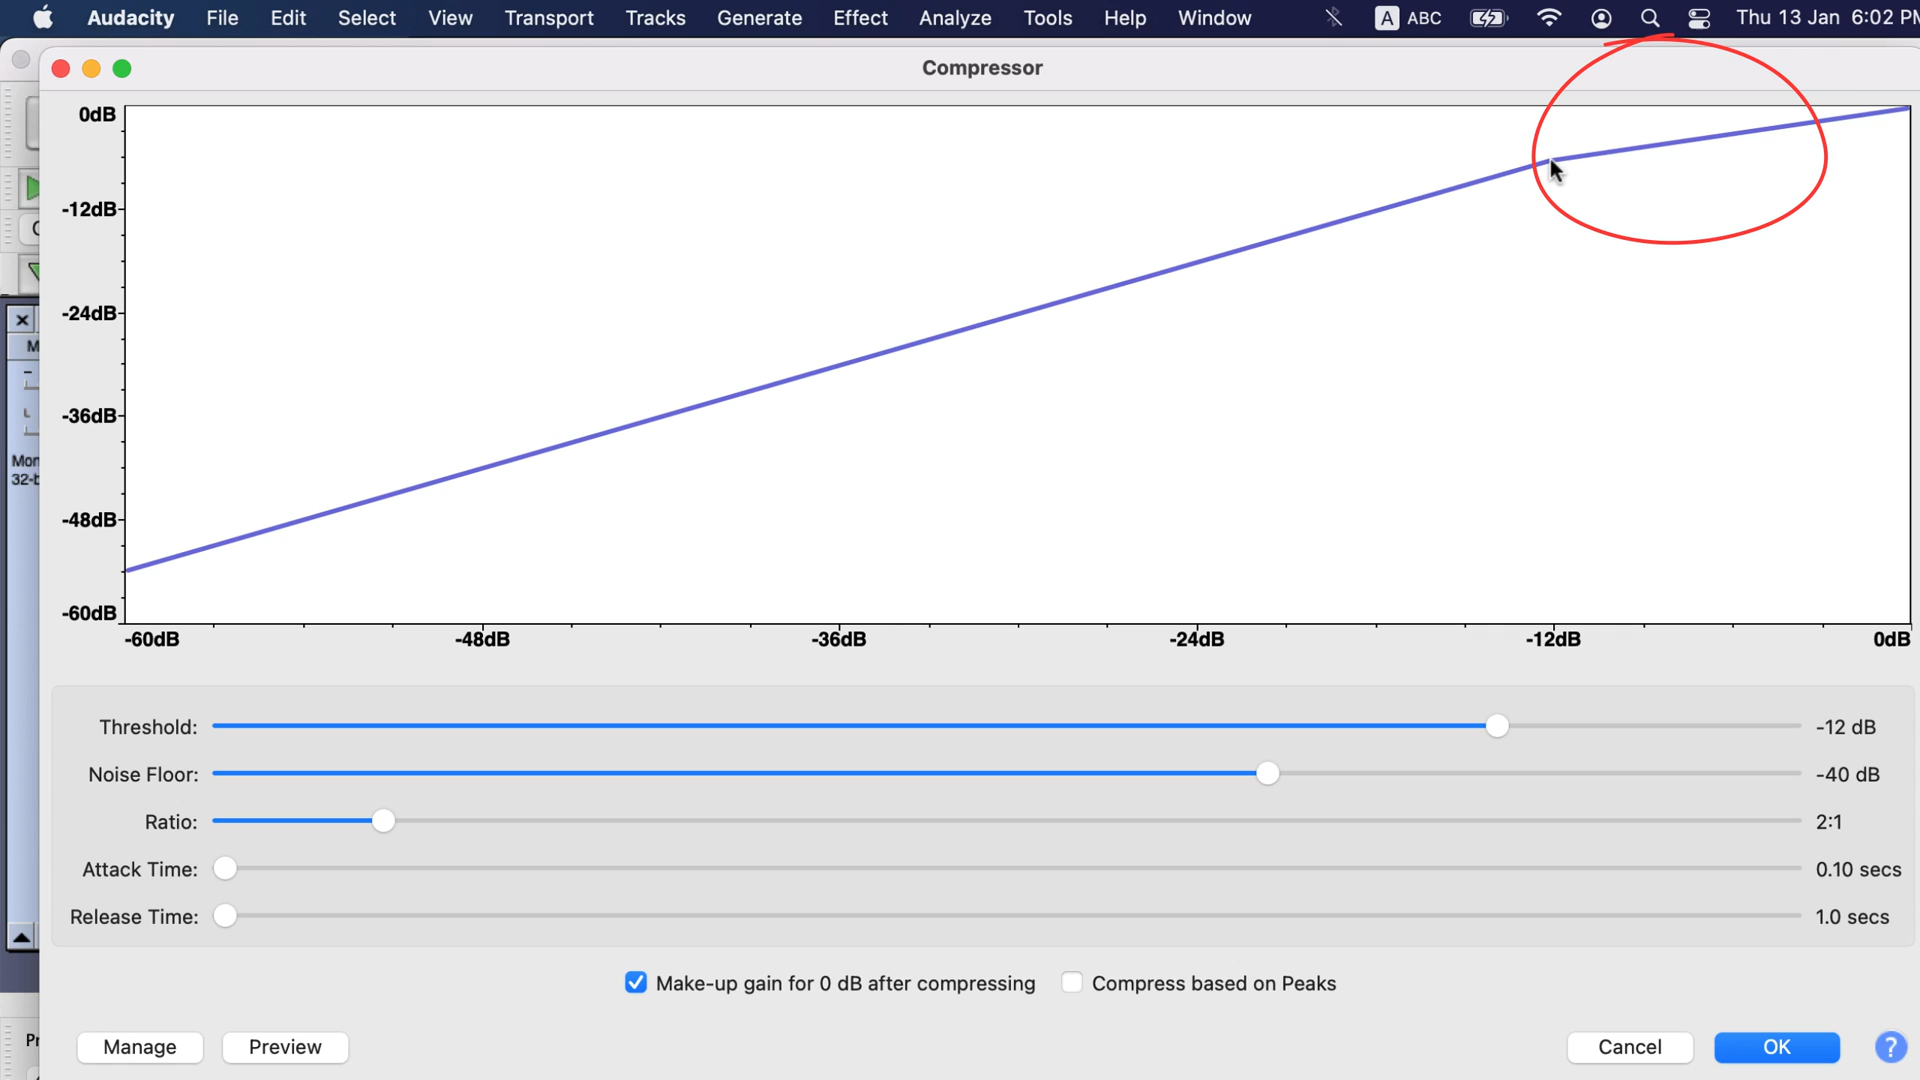 Audacity File Edit Select View Transport Tracks Generate Effect Analyze Tools Help Window A ABC Thu 13 Jan 6:02 PM
Compressor
0dB
-12dB
-24dB
-36dB
-48dB
-60dB
-60dB -48dB -36dB -24dB -12dB 0dB
Threshold: -12 dB
Noise Floor: -40 dB
Ratio: 2:1
Attack Time: 0.10 secs
Release Time: 1.0 secs
Make-up gain for 0 dB after compressing Compress based on Peaks
Manage Preview Cancel OK ?